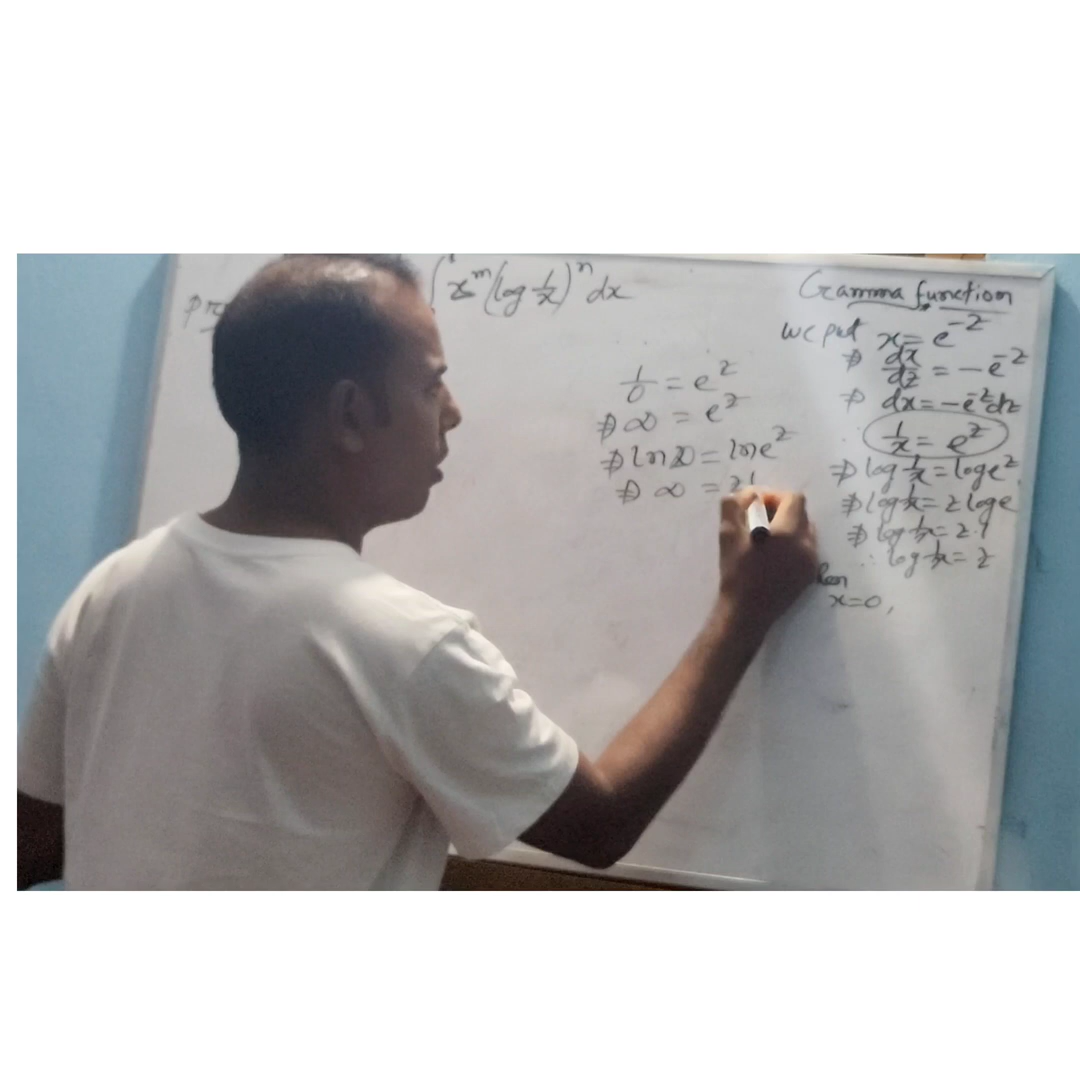 ∫¹ x^m (log 1/x)^n dx
Gamma function
we put x = e^-z
⇒ dx/dz = -e^-z
⇒ dx = -e^-z dz
∴ 1/x = e^z
⇒ log 1/x = log e^z
⇒ log 1/x = z log e
⇒ log 1/x = z.1
∴ log 1/x = z
x=0,
1/0 = e^z
⇒ ∞ = e^z
⇒ ln ∞ = ln e^z
⇒ ∞ = z